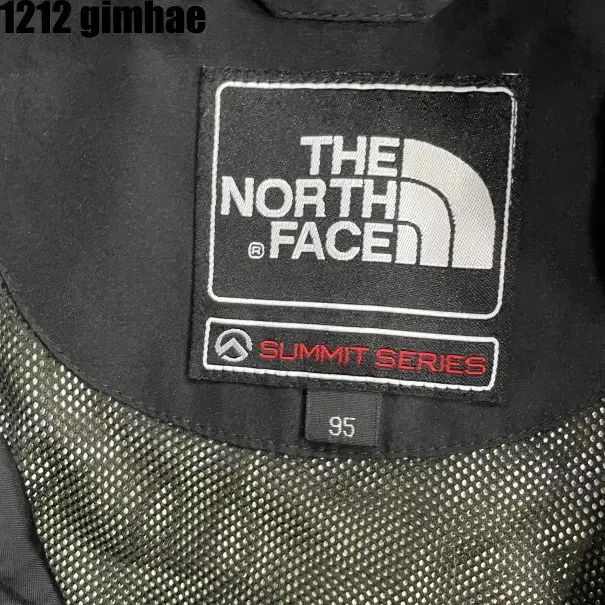 1212 gimhae
THE
NORTH
® FACE
SUMMIT SERIES
95